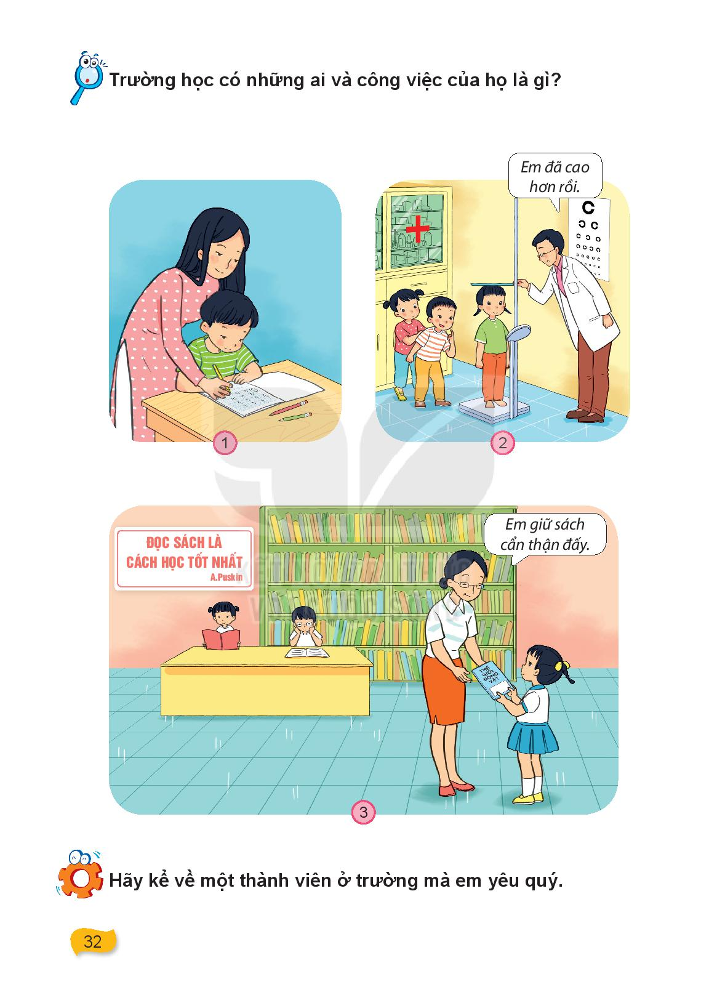 Trường học có những ai và công việc của họ là gì?
Em đã cao
hơn rồi.
C
1
2
Em giữ sách
cẩn thận đấy.
ĐỌC SÁCH LÀ
CÁCH HỌC TỐT NHẤT
A.Puskin
THẾ
GIỚI
ĐỘNG
VẬT
3
Hãy kể về một thành viên ở trường mà em yêu quý.
32